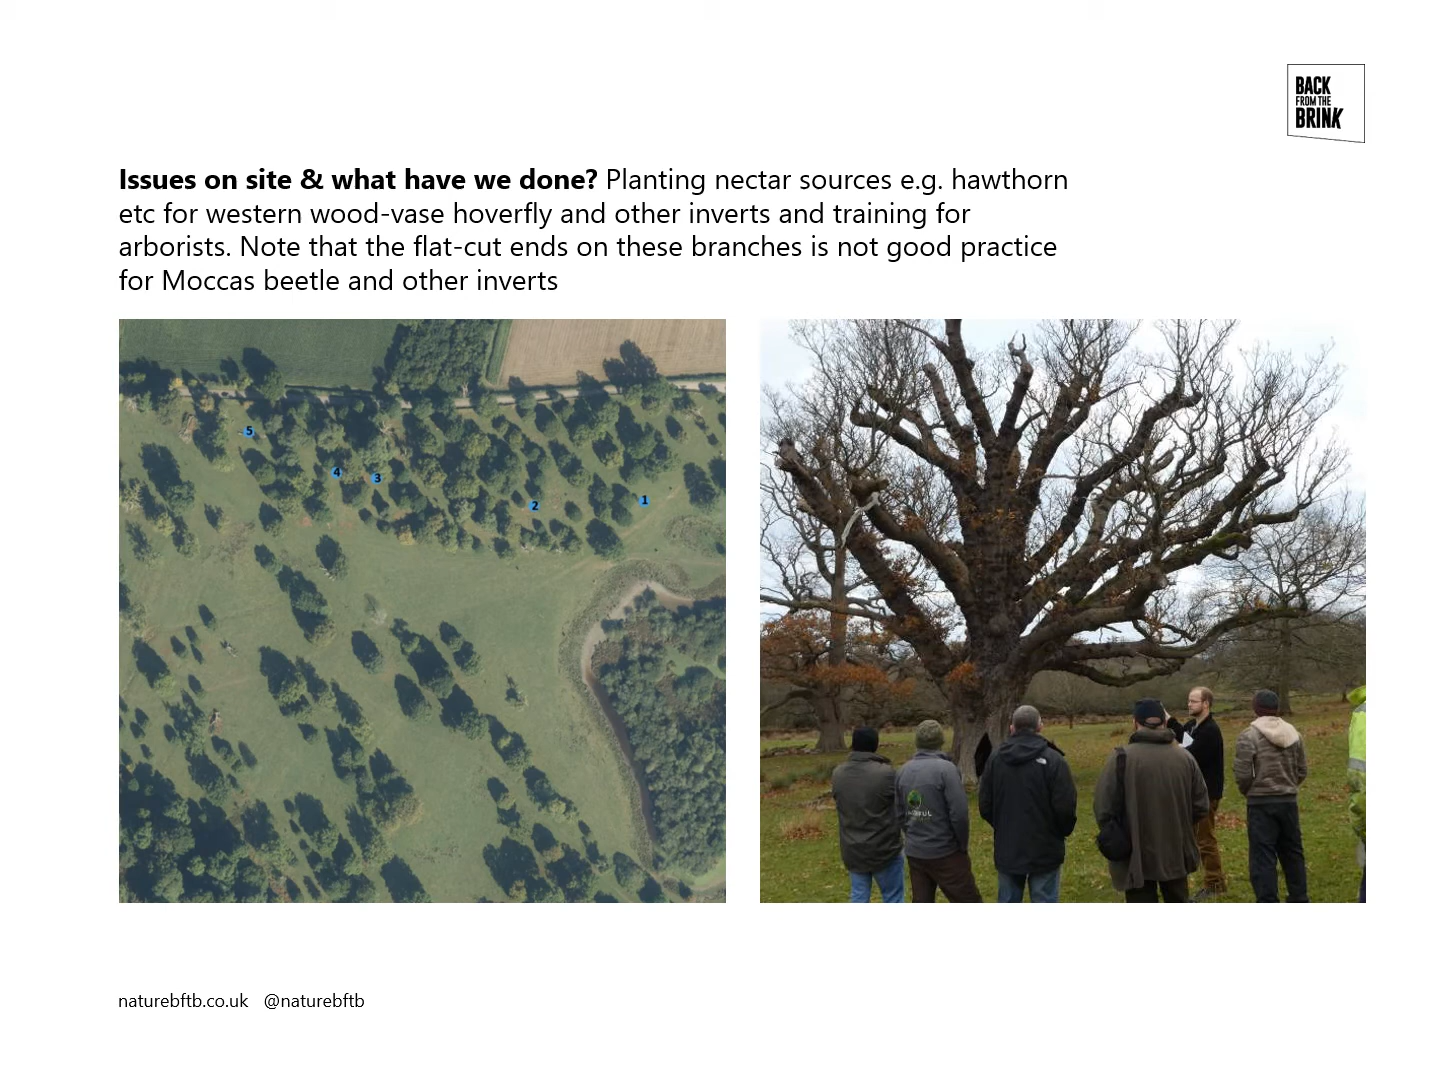 BACK
FROM THE
BRINK
Issues on site & what have we done? Planting nectar sources e.g. hawthorn
etc for western wood-vase hoverfly and other inverts and training for
arborists. Note that the flat-cut ends on these branches is not good practice
for Moccas beetle and other inverts
5
4
3
2
1
naturebftb.co.uk @naturebftb